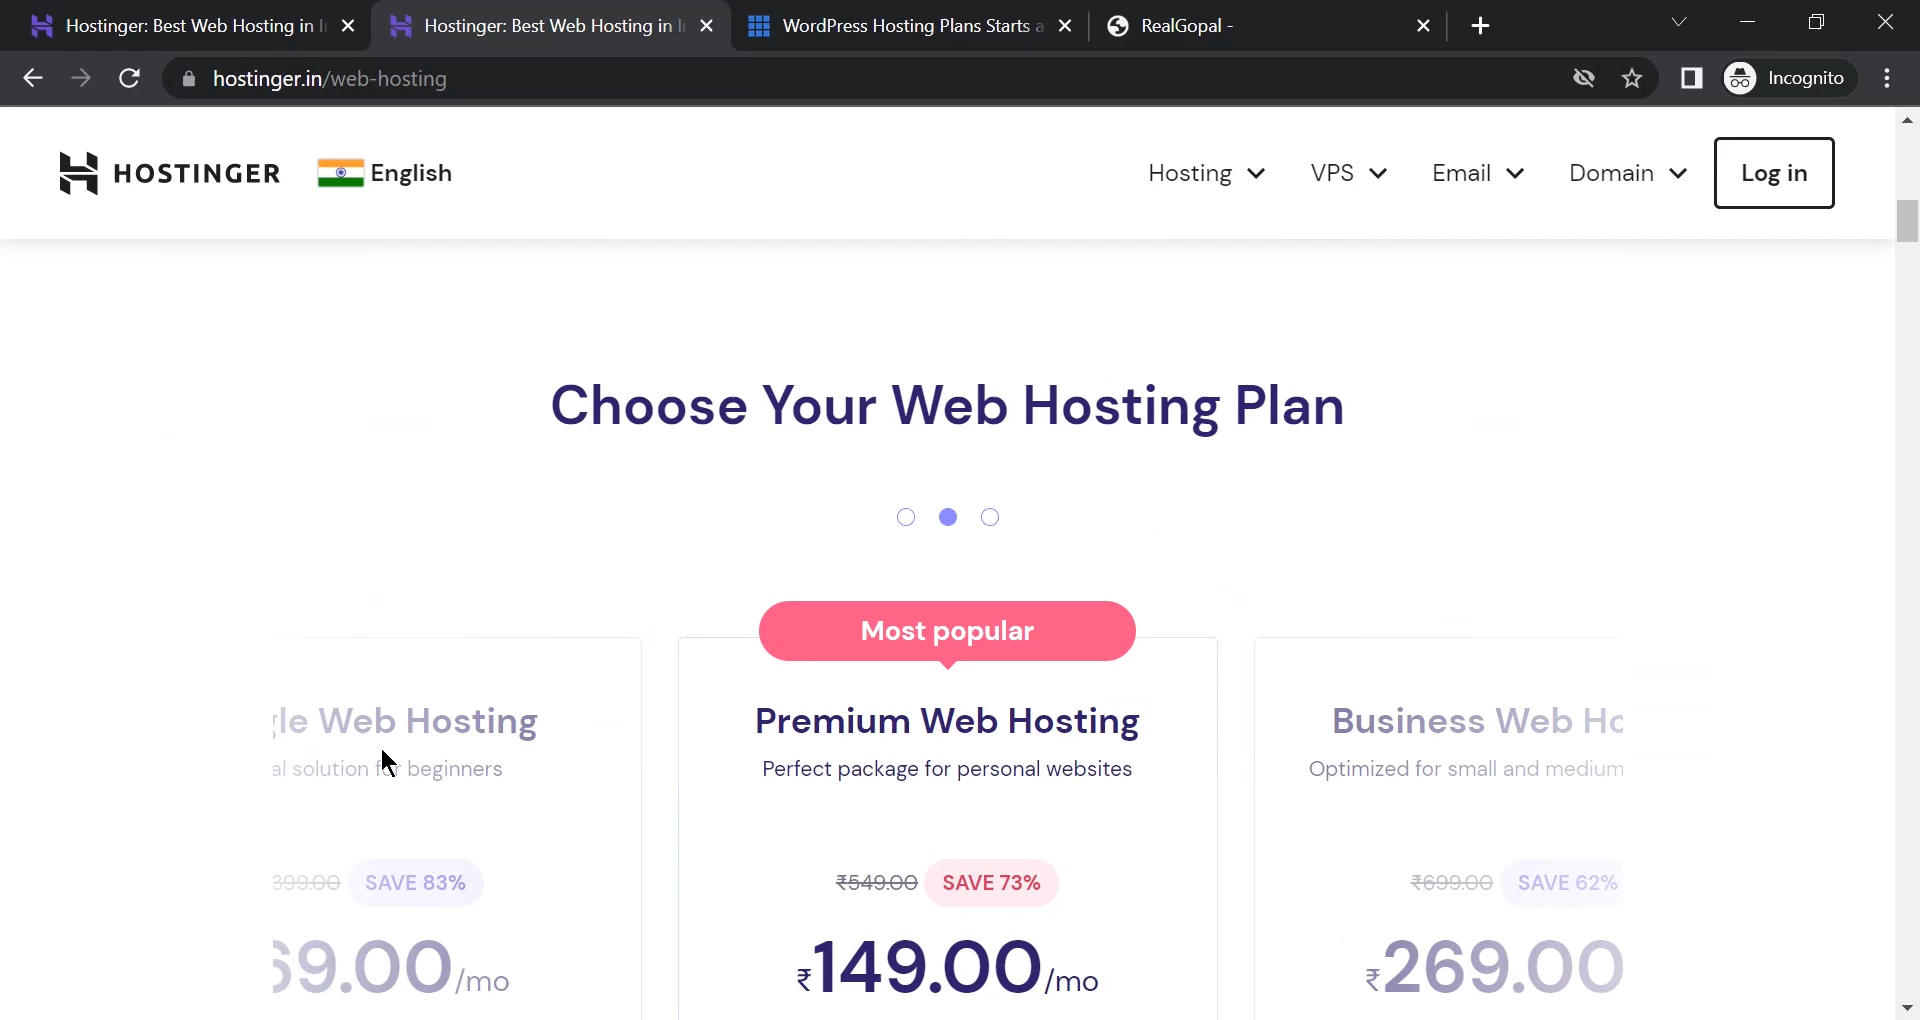 Hostinger: Best Web Hosting in I
Hostinger: Best Web Hosting in I
WordPress Hosting Plans Starts a
RealGopal -
hostinger.in/web-hosting
Incognito
HOSTINGER
English
Hosting
VPS
Email
Domain
Log in
Choose Your Web Hosting Plan
Most popular
gle Web Hosting
al solution for beginners
399.00 SAVE 83%
69.00/mo
Premium Web Hosting
Perfect package for personal websites
₹549.00 SAVE 73%
₹149.00/mo
Business Web Ho
Optimized for small and medium
₹699.00 SAVE 62%
₹269.00